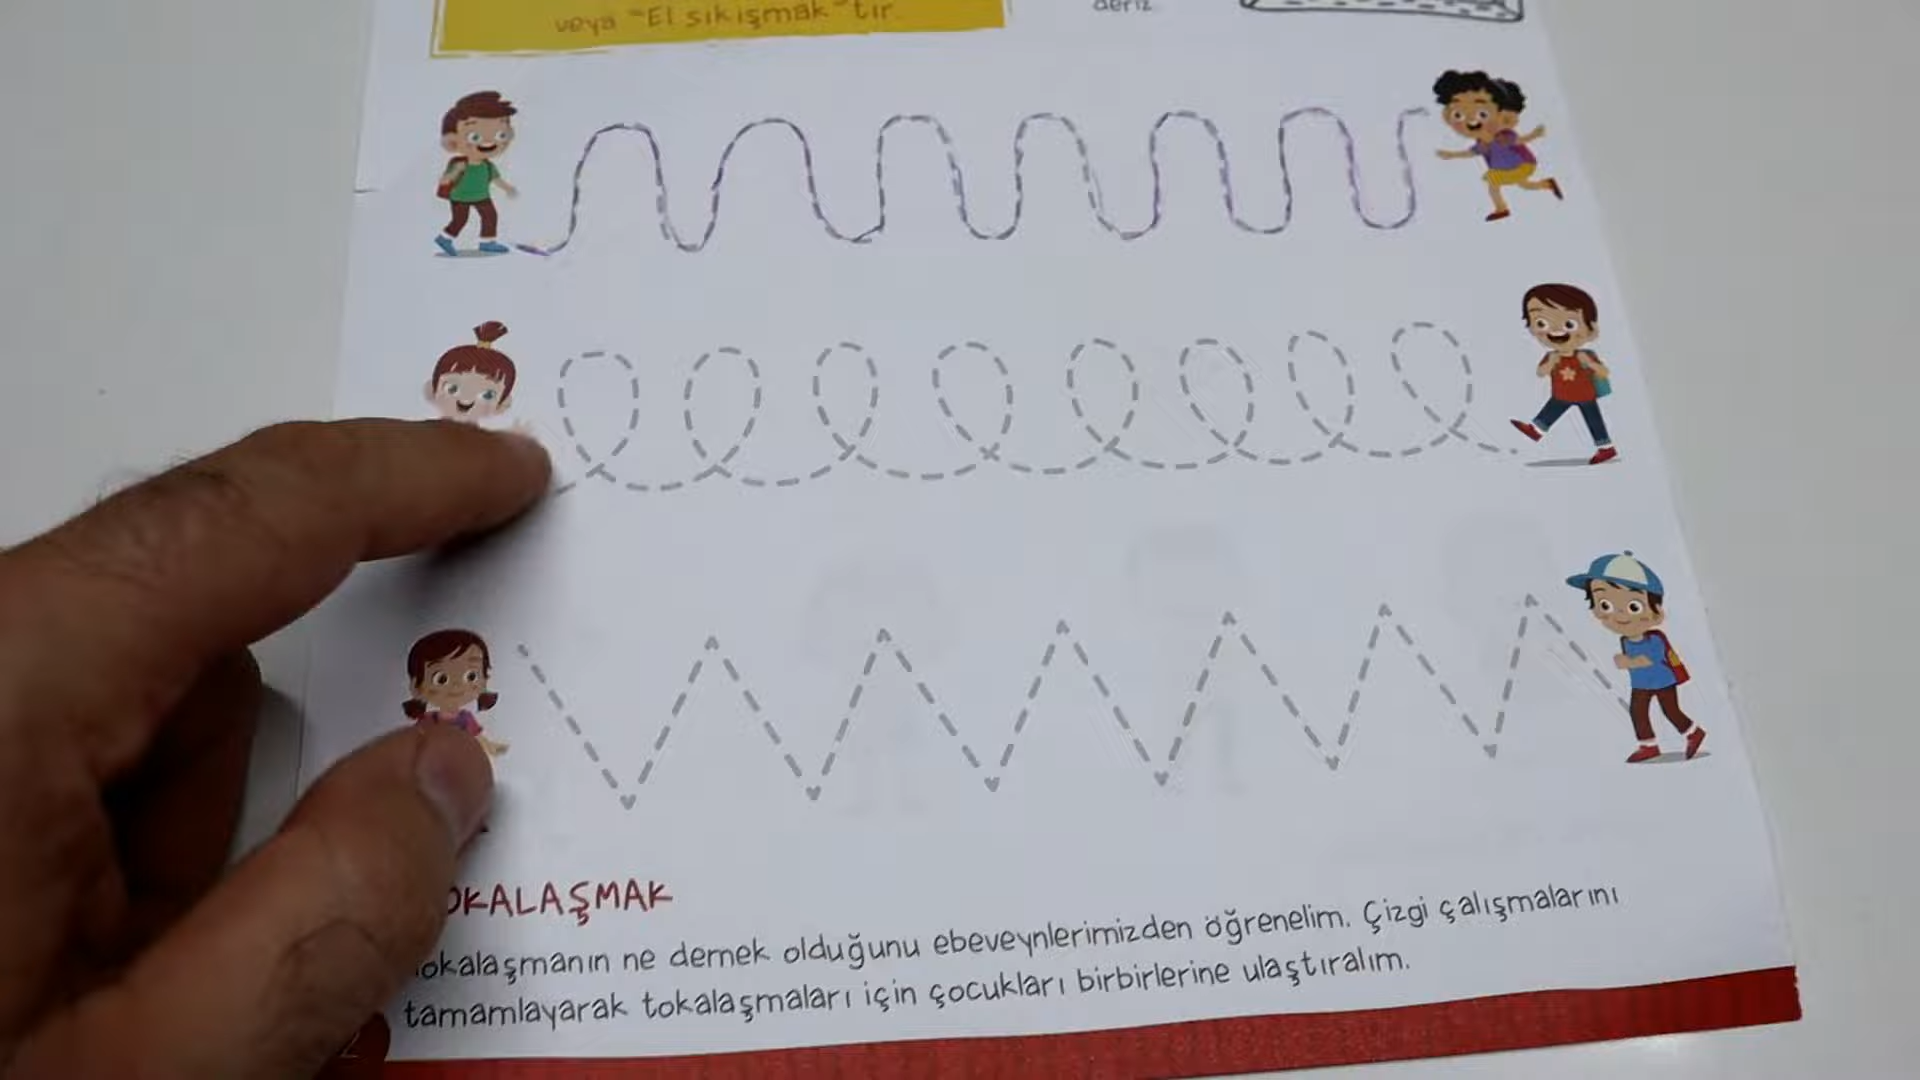 veya "El sıkışmak" tır.
deriz.
OKALAŞMAK
okalaşmanın ne demek olduğunu ebeveynlerimizden öğrenelim. Çizgi çalışmalarını
tamamlayarak tokalaşmaları için çocukları birbirlerine ulaştıralım.
2